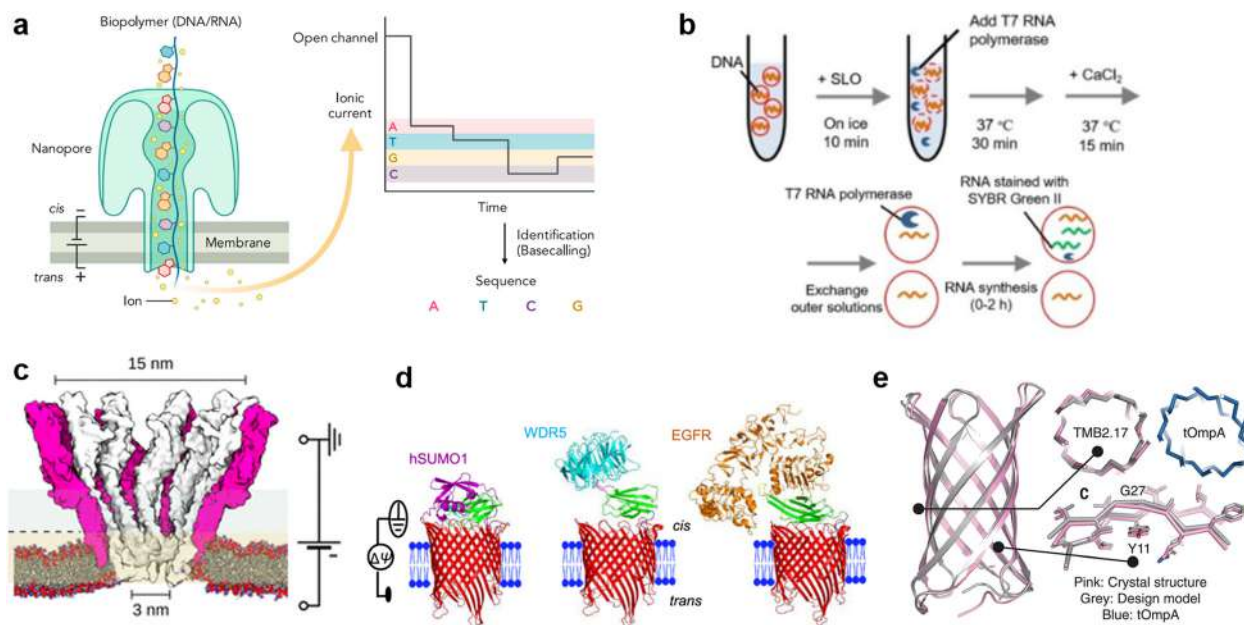 a
Biopolymer (DNA/RNA)
Nanopore
cis
−
Membrane
trans
+
Ion
Open channel
Ionic
current
A
T
G
C
Time
Identification
(Basecalling)
Sequence
A T C G
b
DNA
+ SLO
On ice
10 min
Add T7 RNA
polymerase
37 ℃
30 min
+ CaCl2
37 ℃
15 min
T7 RNA polymerase
RNA stained with
SYBR Green II
Exchange
outer solutions
RNA synthesis
(0-2 h)
c
15 nm
3 nm
-
d
hSUMO1
WDR5
EGFR
ΔΨ
cis
trans
e
TMB2.17
tOmpA
c
G27
Y11
Pink: Crystal structure
Grey: Design model
Blue: tOmpA